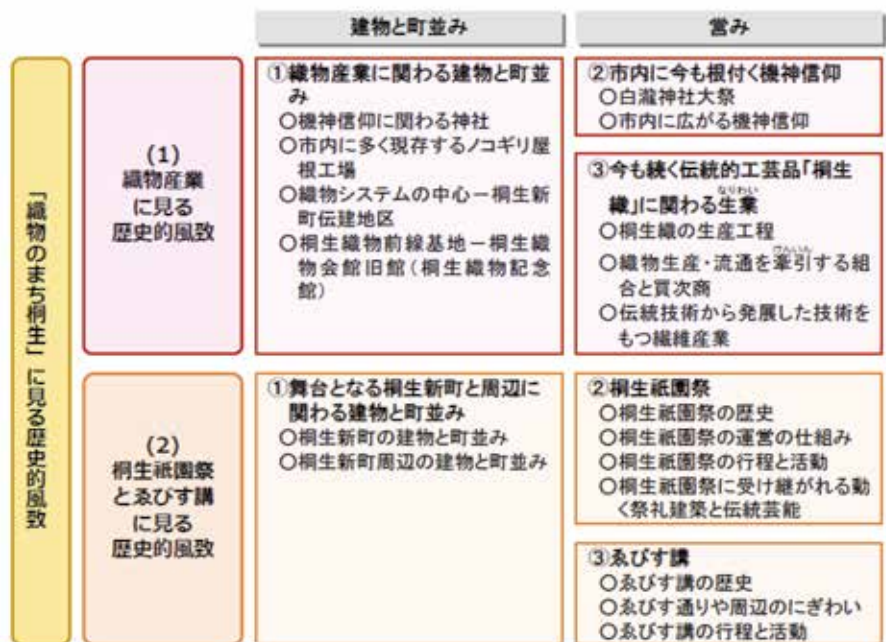 建物と町並み
営み
「織物のまち桐生」に見る歴史的風致
(1)
織物産業
に見る
歴史的風致
①織物産業に関わる建物と町並
み
○機神信仰に関わる神社
○市内に多く現存するノコギリ屋
根工場
○織物システムの中心－桐生新
町伝建地区
○桐生織物前線基地－桐生織
物会館旧館(桐生織物記念
館)
②市内に今も根付く機神信仰
○白瀧神社大祭
○市内に広がる機神信仰
③今も続く伝統的工芸品「桐生
なりわい
織」に関わる生業
○桐生織の生産工程
けんいん
○織物生産・流通を牽引する組
合と買次商
○伝統技術から発展した技術を
もつ繊維産業
(2)
桐生祇園祭
とゑびす講
に見る
歴史的風致
①舞台となる桐生新町と周辺に
関わる建物と町並み
○桐生新町の建物と町並み
○桐生新町周辺の建物と町並み
②桐生祇園祭
○桐生祇園祭の歴史
○桐生祇園祭の運営の仕組み
○桐生祇園祭の行程と活動
○桐生祇園祭に受け継がれる動
く祭礼建築と伝統芸能
③ゑびす講
○ゑびす講の歴史
○ゑびす通りや周辺のにぎわい
○ゑびす講の行程と活動